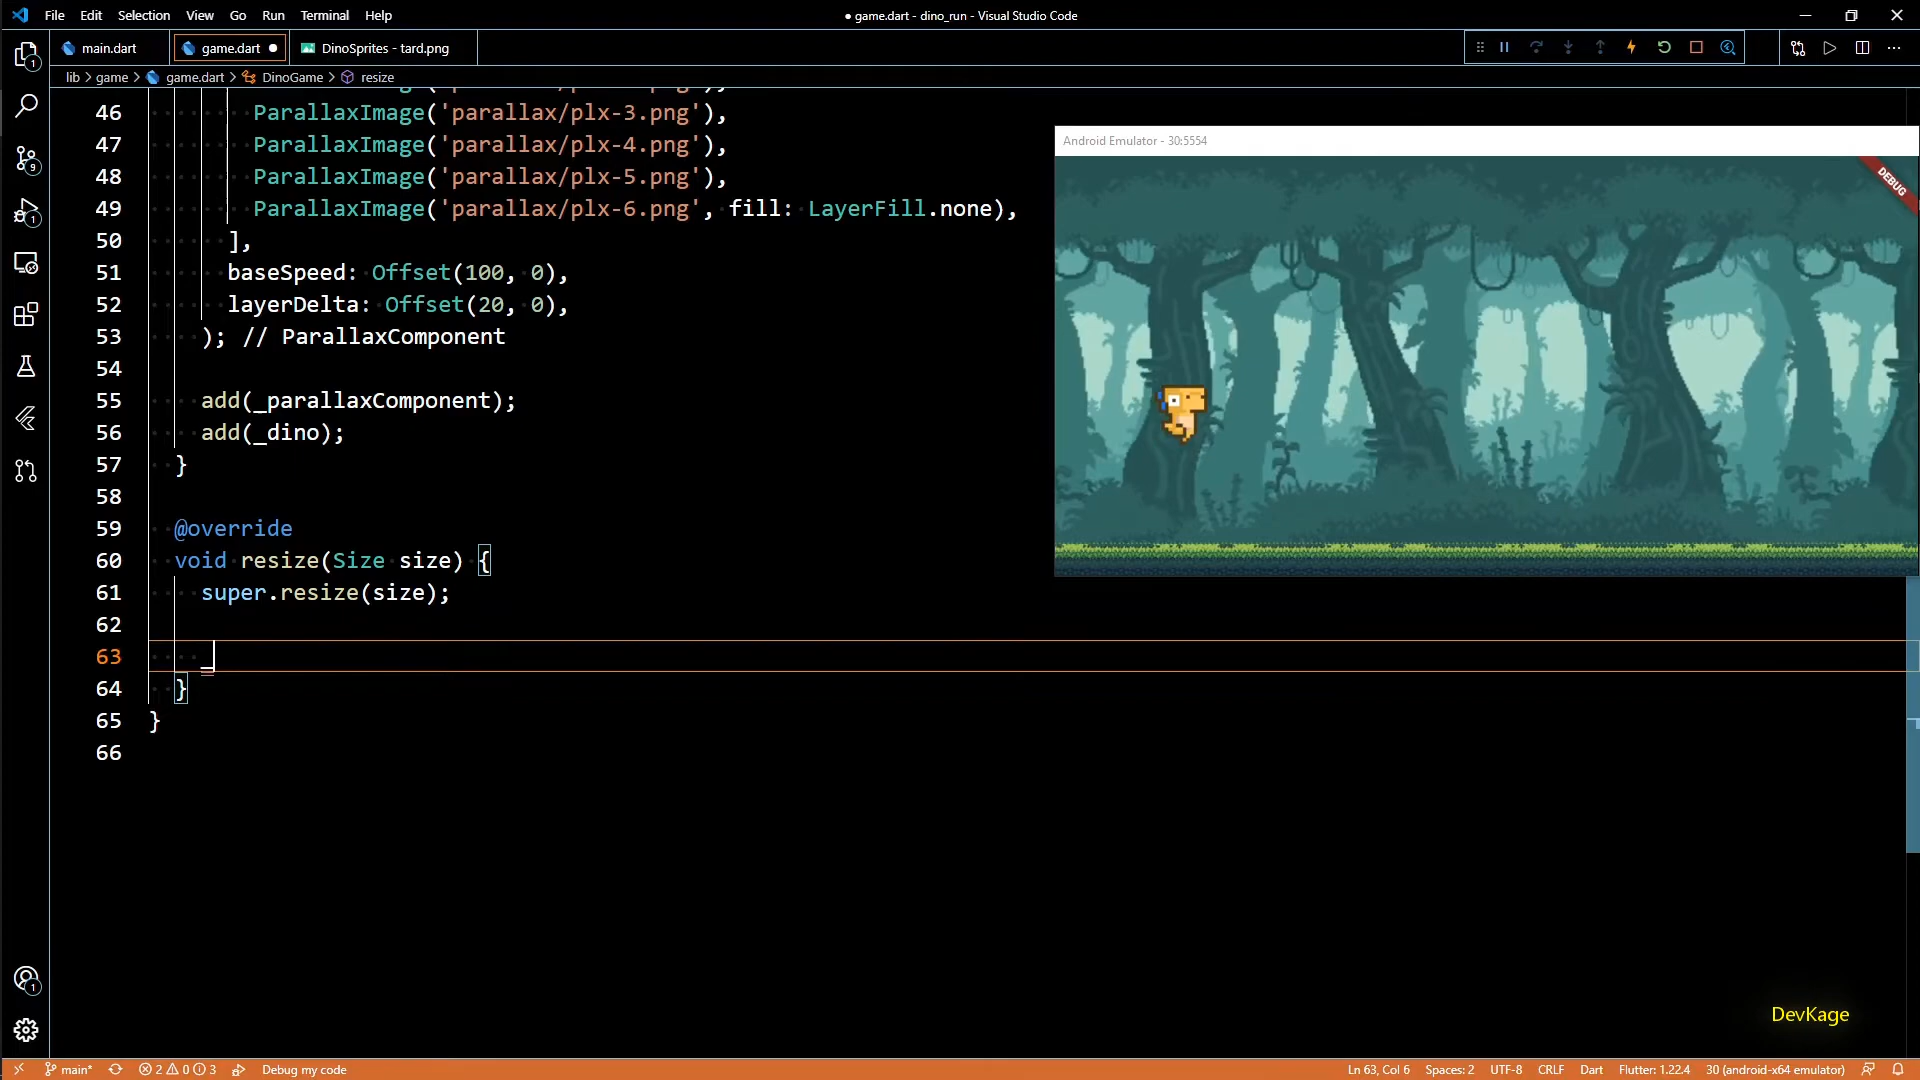 File Edit Selection View Go Run Terminal Help
● game.dart - dino_run - Visual Studio Code
main.dart
game.dart ●
DinoSprites - tard.png
lib > game > game.dart > DinoGame > resize
46 ParallaxImage('parallax/plx-3.png'),
47 ParallaxImage('parallax/plx-4.png'),
48 ParallaxImage('parallax/plx-5.png'),
49 ParallaxImage('parallax/plx-6.png', fill: LayerFill.none),
50 ],
51 baseSpeed: Offset(100, 0),
52 layerDelta: Offset(20, 0),
53 ); // ParallaxComponent
54
55 add(_parallaxComponent);
56 add(_dino);
57 }
58
59 @override
60 void resize(Size size) {
61 super.resize(size);
62
63 _
64 }
65 }
66
Android Emulator - 30:5554
DEBUG
1
9
1
1
DevKage
main* 2 0 3 Debug my code
Ln 63, Col 6 Spaces: 2 UTF-8 CRLF Dart Flutter: 1.22.4 30 (android-x64 emulator)